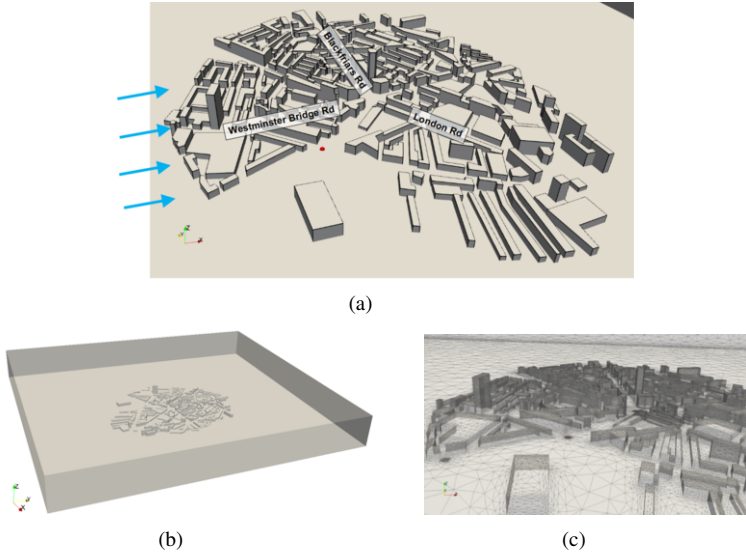 Blackfriars Rd
Westminster Bridge Rd
London Rd
Z
X
(a)
Z
Y
X
(b)
(c)